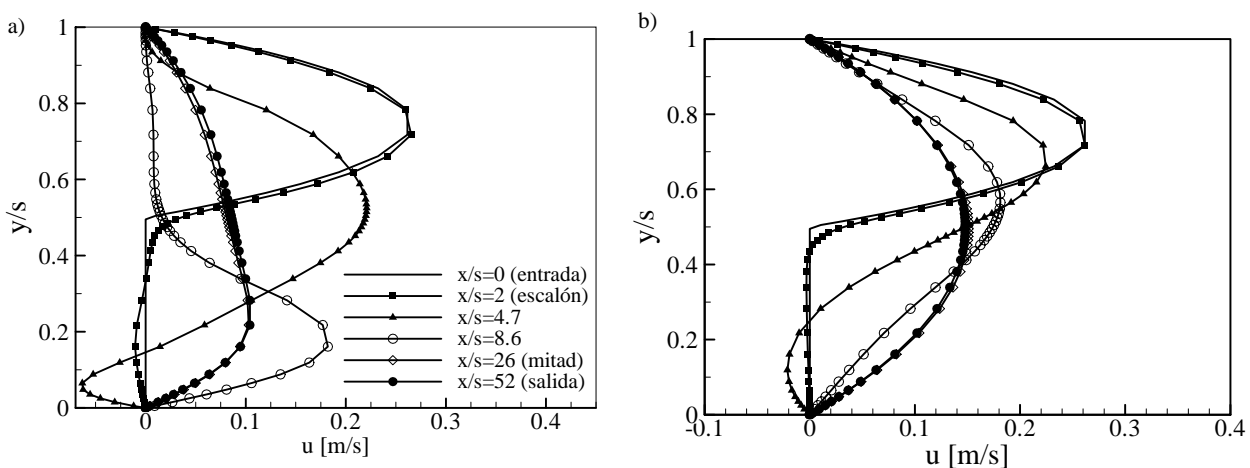 a)
y/s
1
0.8
0.6
0.4
0.2
0
0 0.1 0.2 0.3 0.4
u [m/s]
x/s=0 (entrada)
x/s=2 (escalón)
x/s=4.7
x/s=8.6
x/s=26 (mitad)
x/s=52 (salida)
b)
y/s
1
0.8
0.6
0.4
0.2
0
-0.1 0 0.1 0.2 0.3 0.4
u [m/s]